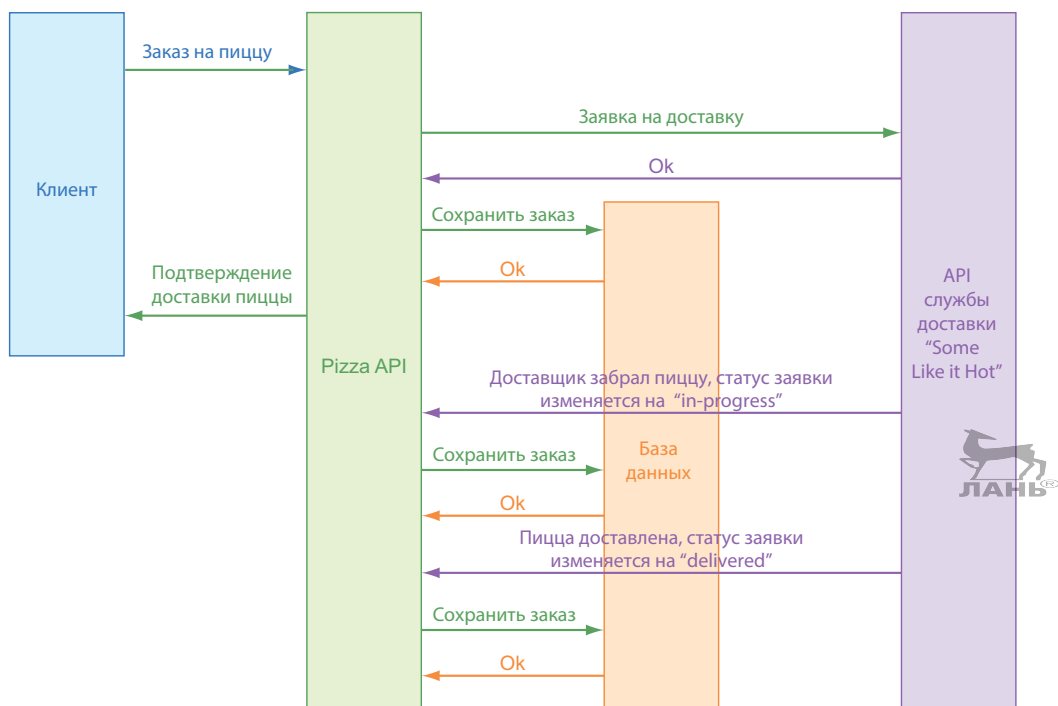 Заказ на пиццу
Заявка на доставку
Ok
Клиент
Сохранить заказ
Ok
Подтверждение
доставки пиццы
API
службы
доставки
“Some
Like it Hot”
Pizza API
Доставщик забрал пиццу, статус заявки
изменяется на “in-progress”
Сохранить заказ
База
данных
ЛАНЬ®
Ok
Пицца доставлена, статус заявки
изменяется на “delivered”
Сохранить заказ
Ok